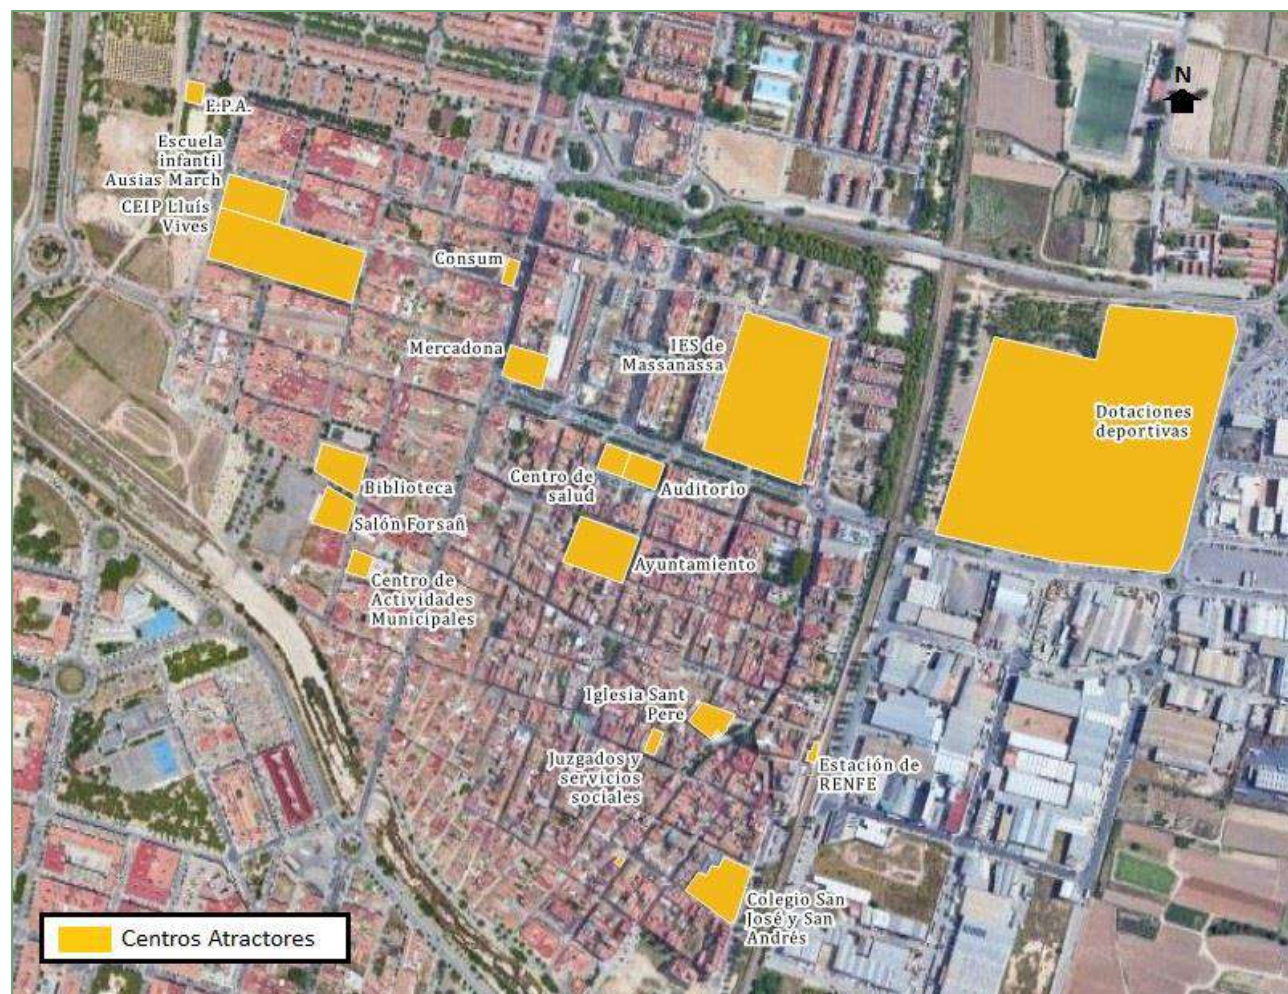 N
E.P.A.
Escuela
infantil
Ausias March
CEIP Lluís
Vives
Consum
Mercadona
IES de
Massanassa
Dotaciones
deportivas
Biblioteca
Centro de
salud
Auditorio
Salón Forsañ
Ayuntamiento
Centro de
Actividades
Municipales
Iglesia Sant
Pere
Juzgados y
servicios
sociales
Estación de
RENFE
Colegio San
José y San
Andrés
Centros Atractores